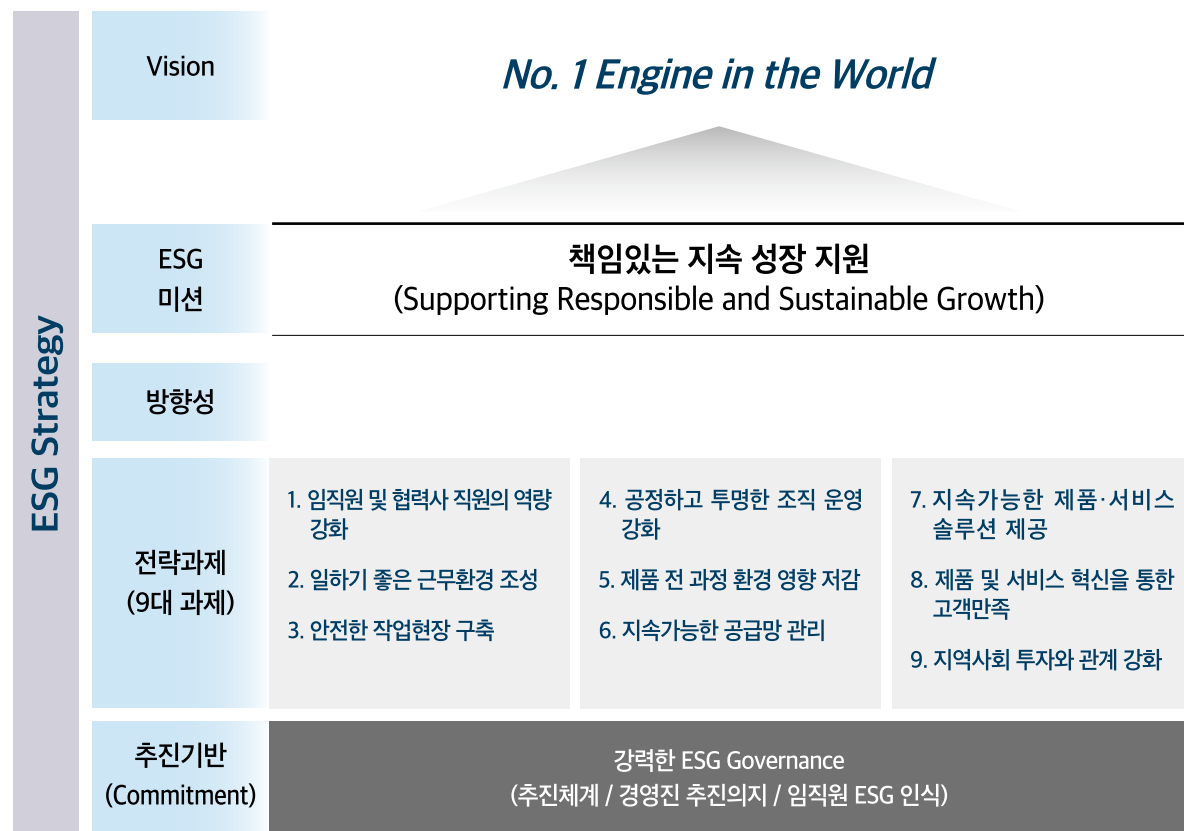 ESG Strategy
Vision
No. 1 Engine in the World
ESG
미션
책임있는 지속 성장 지원
(Supporting Responsible and Sustainable Growth)
방향성
전략과제
(9대 과제)
1. 임직원 및 협력사 직원의 역량
강화
2. 일하기 좋은 근무환경 조성
3. 안전한 작업현장 구축
4. 공정하고 투명한 조직 운영
강화
5. 제품 전 과정 환경 영향 저감
6. 지속가능한 공급망 관리
7. 지속가능한 제품·서비스
솔루션 제공
8. 제품 및 서비스 혁신을 통한
고객만족
9. 지역사회 투자와 관계 강화
추진기반
(Commitment)
강력한 ESG Governance
(추진체계 / 경영진 추진의지 / 임직원 ESG 인식)